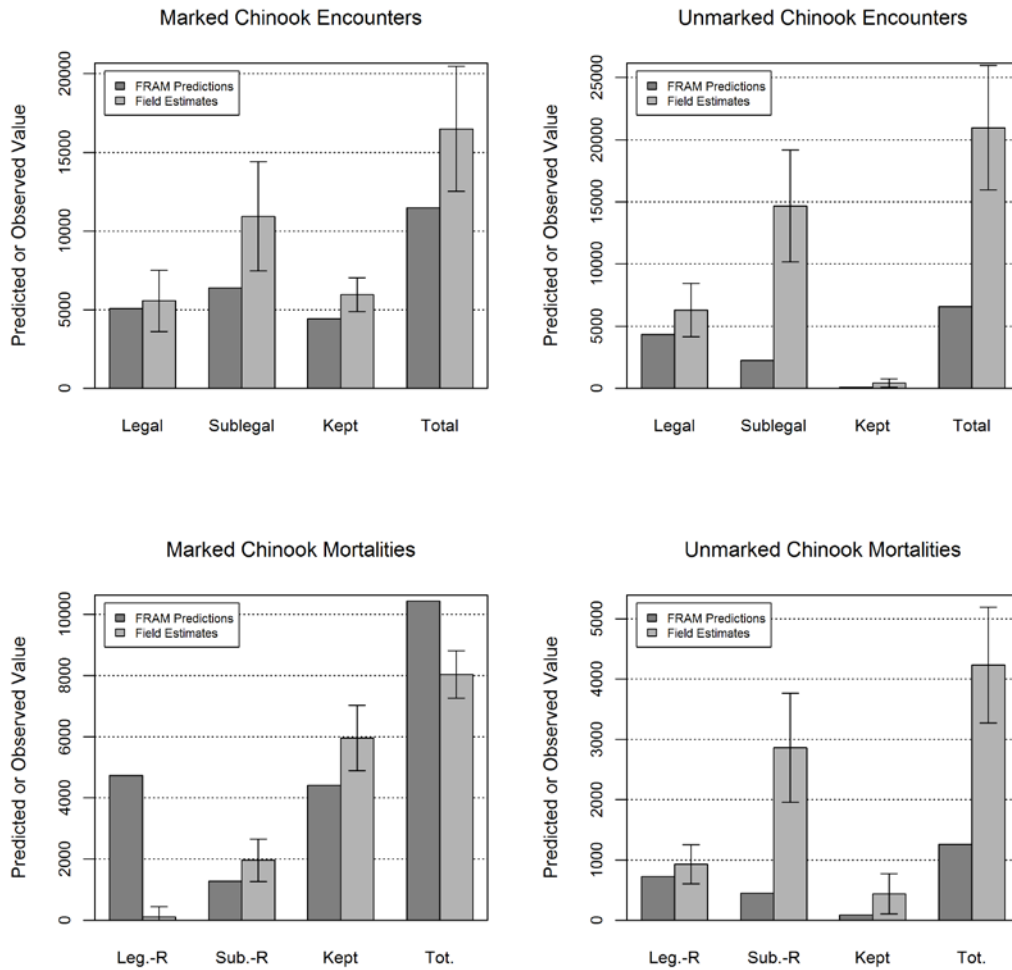 Marked Chinook Encounters
Predicted or Observed Value
20000
15000
10000
5000
0
FRAM Predictions
Field Estimates
Legal Sublegal Kept Total
Unmarked Chinook Encounters
Predicted or Observed Value
25000
20000
15000
10000
5000
0
FRAM Predictions
Field Estimates
Legal Sublegal Kept Total
Marked Chinook Mortalities
Predicted or Observed Value
10000
8000
6000
4000
2000
0
FRAM Predictions
Field Estimates
Leg.-R Sub.-R Kept Tot.
Unmarked Chinook Mortalities
Predicted or Observed Value
5000
4000
3000
2000
1000
0
FRAM Predictions
Field Estimates
Leg.-R Sub.-R Kept Tot.